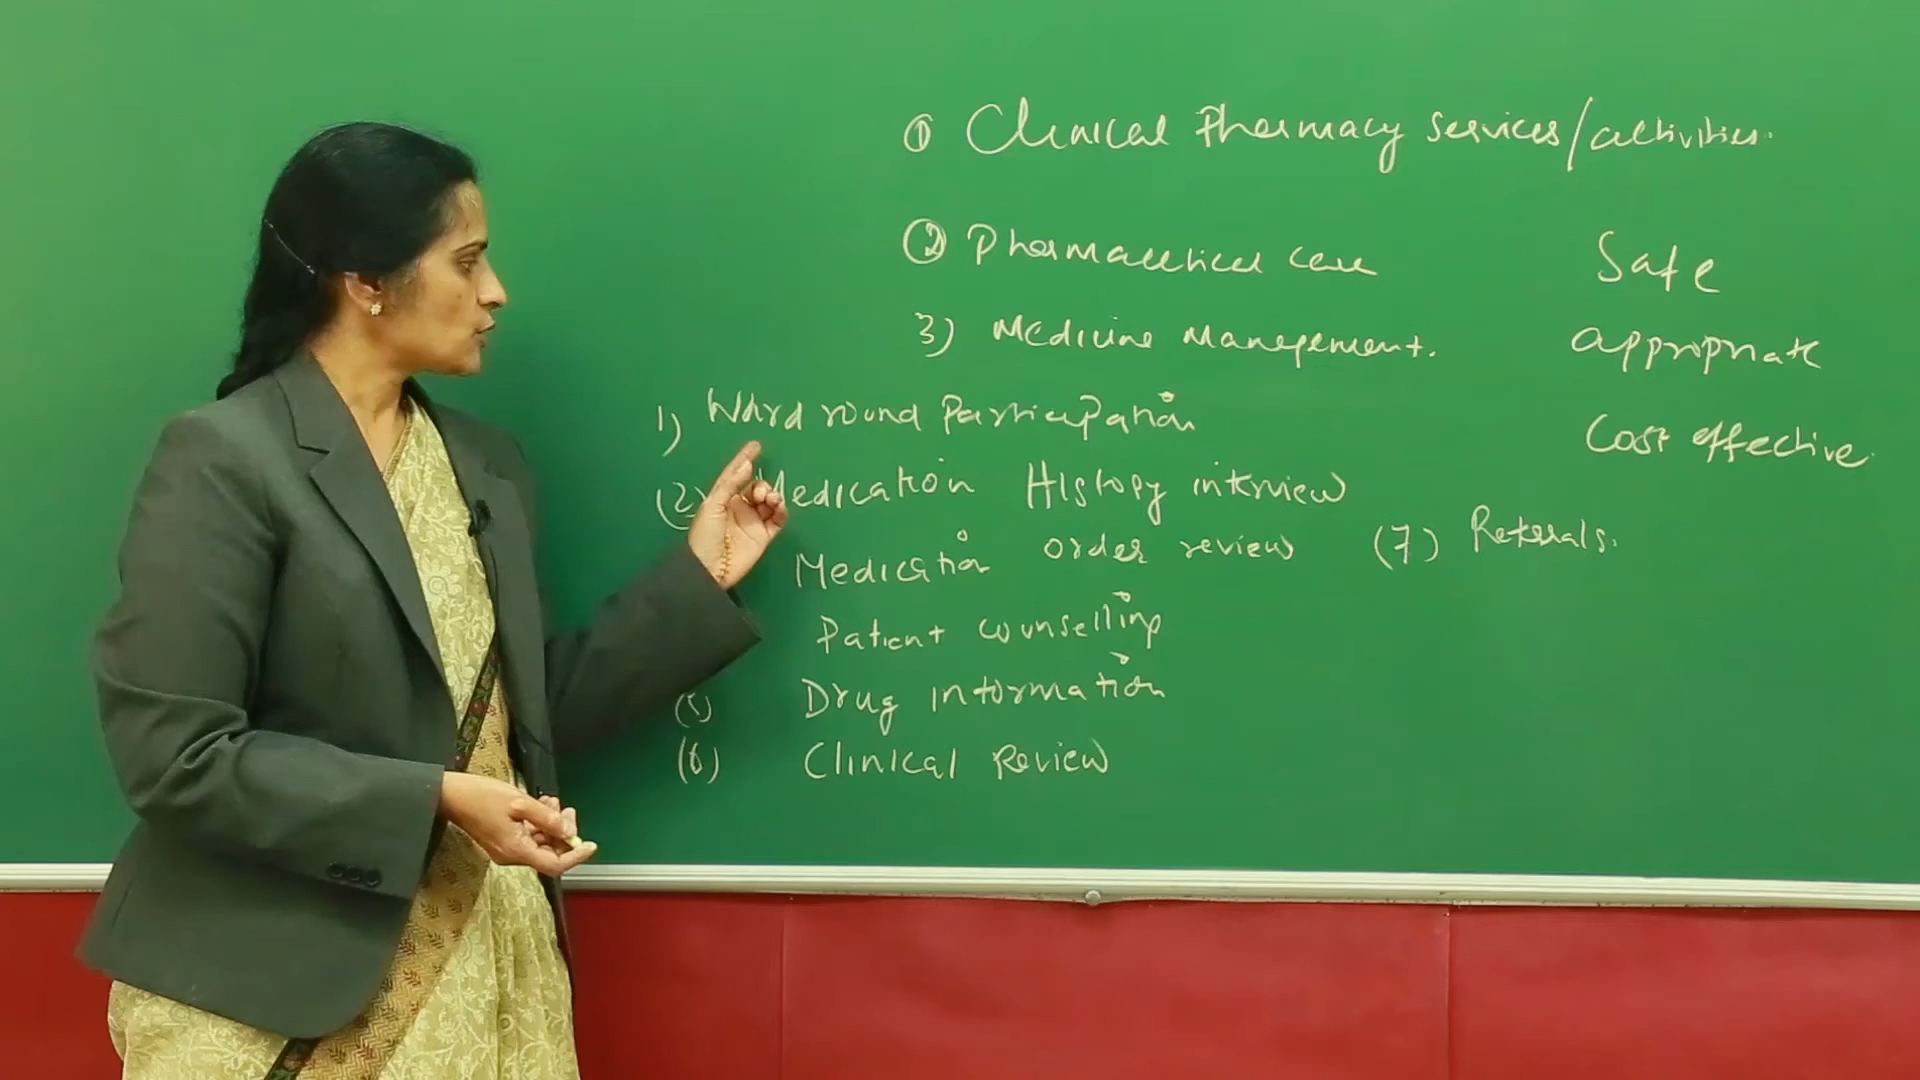 ① Clinical Pharmacy services/activities.
② Pharmaceutical care
3) Medicine Management.
Safe
appropriate
Cost effective.
1) Ward round participation
(2) Medication History interview
Medication order review
(7) Referrals.
Patient counselling
(5) Drug information
(6) Clinical Review